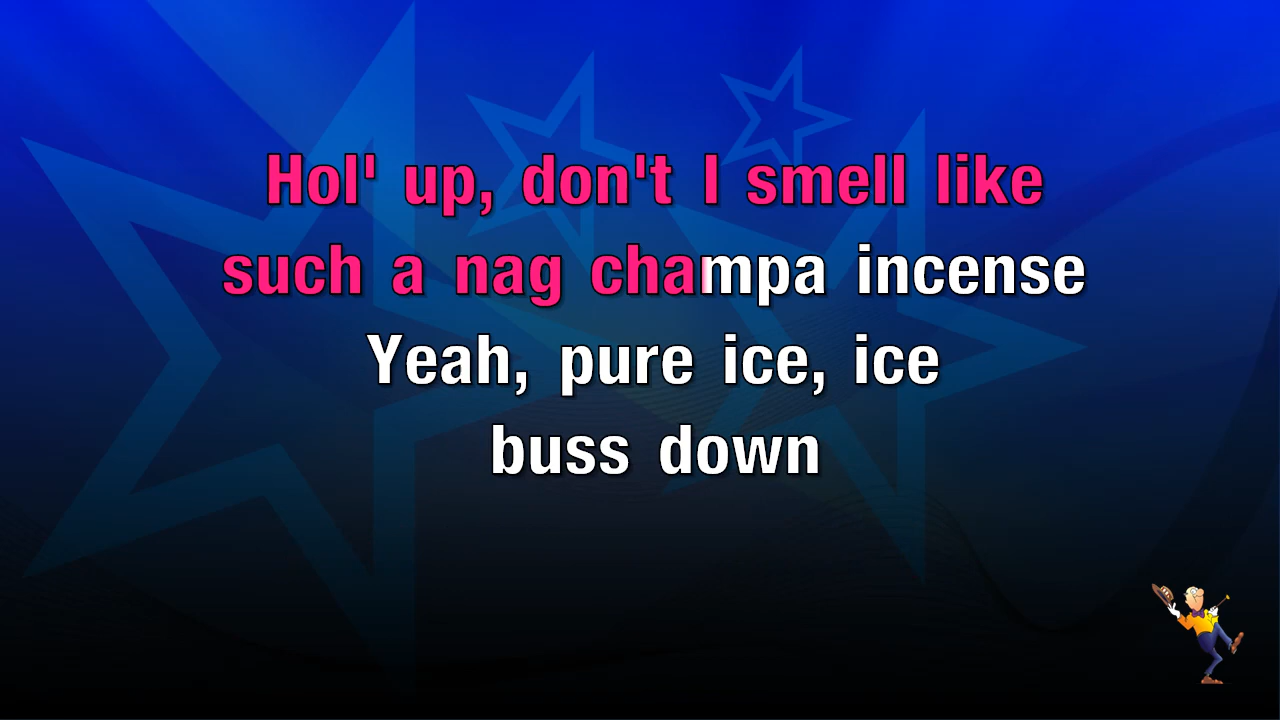 Hol' up, don't I smell like
such a nag champa incense
Yeah, pure ice, ice
buss down